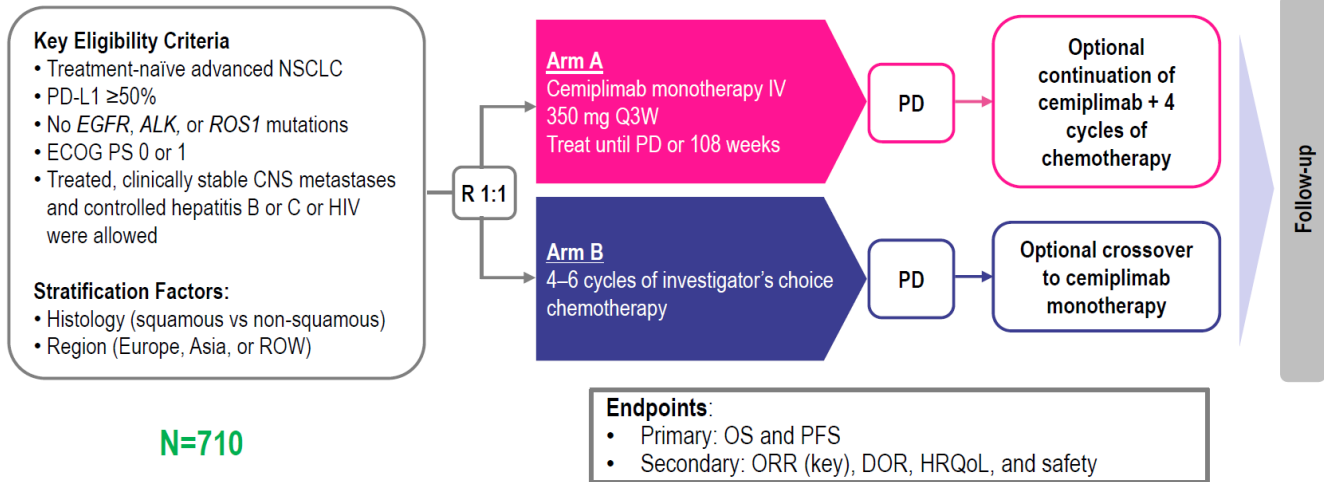 Key Eligibility Criteria
• Treatment-naïve advanced NSCLC
• PD-L1 ≥50%
• No EGFR, ALK, or ROS1 mutations
• ECOG PS 0 or 1
• Treated, clinically stable CNS metastases
and controlled hepatitis B or C or HIV
were allowed
Stratification Factors:
• Histology (squamous vs non-squamous)
• Region (Europe, Asia, or ROW)
N=710
R 1:1
Arm A
Cemiplimab monotherapy IV
350 mg Q3W
Treat until PD or 108 weeks
PD
Optional
continuation of
cemiplimab + 4
cycles of
chemotherapy
Arm B
4–6 cycles of investigator's choice
chemotherapy
PD
Optional crossover
to cemiplimab
monotherapy
Follow-up
Endpoints:
• Primary: OS and PFS
• Secondary: ORR (key), DOR, HRQoL, and safety